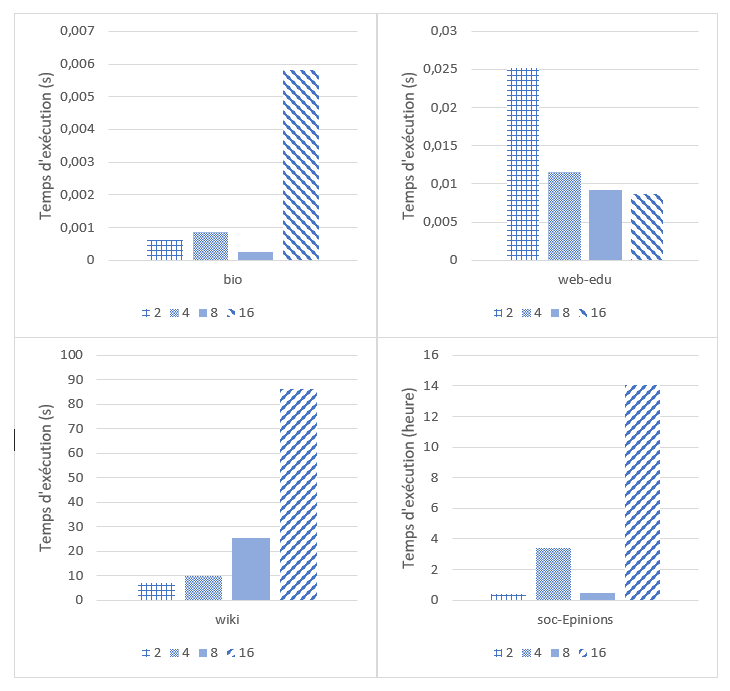 0,007
0,006
0,005
0,004
0,003
0,002
0,001
0
Temps d'exécution (s)
bio
2 4 8 16
0,03
0,025
0,02
0,015
0,01
0,005
0
Temps d'exécution (s)
web-edu
2 4 8 16
100
90
80
70
60
50
40
30
20
10
0
Temps d'exécution (s)
wiki
2 4 8 16
16
14
12
10
8
6
4
2
0
Temps d'exécution (heure)
soc-Epinions
2 4 8 16